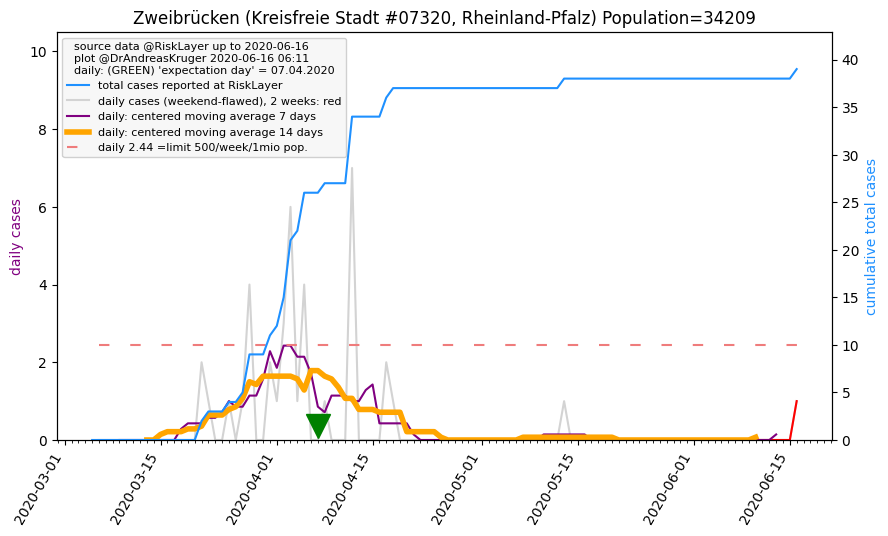 Zweibrücken (Kreisfreie Stadt #07320, Rheinland-Pfalz) Population=34209
source data @RiskLayer up to 2020-06-16
plot @DrAndreasKruger 2020-06-16 06:11
daily: (GREEN) 'expectation day' = 07.04.2020
total cases reported at RiskLayer
daily cases (weekend-flawed), 2 weeks: red
daily: centered moving average 7 days
daily: centered moving average 14 days
daily 2.44 =limit 500/week/1mio pop.
daily cases
10
8
6
4
2
0
cumulative total cases
40
35
30
25
20
15
10
5
0
2020-03-01
2020-03-15
2020-04-01
2020-04-15
2020-05-01
2020-05-15
2020-06-01
2020-06-15